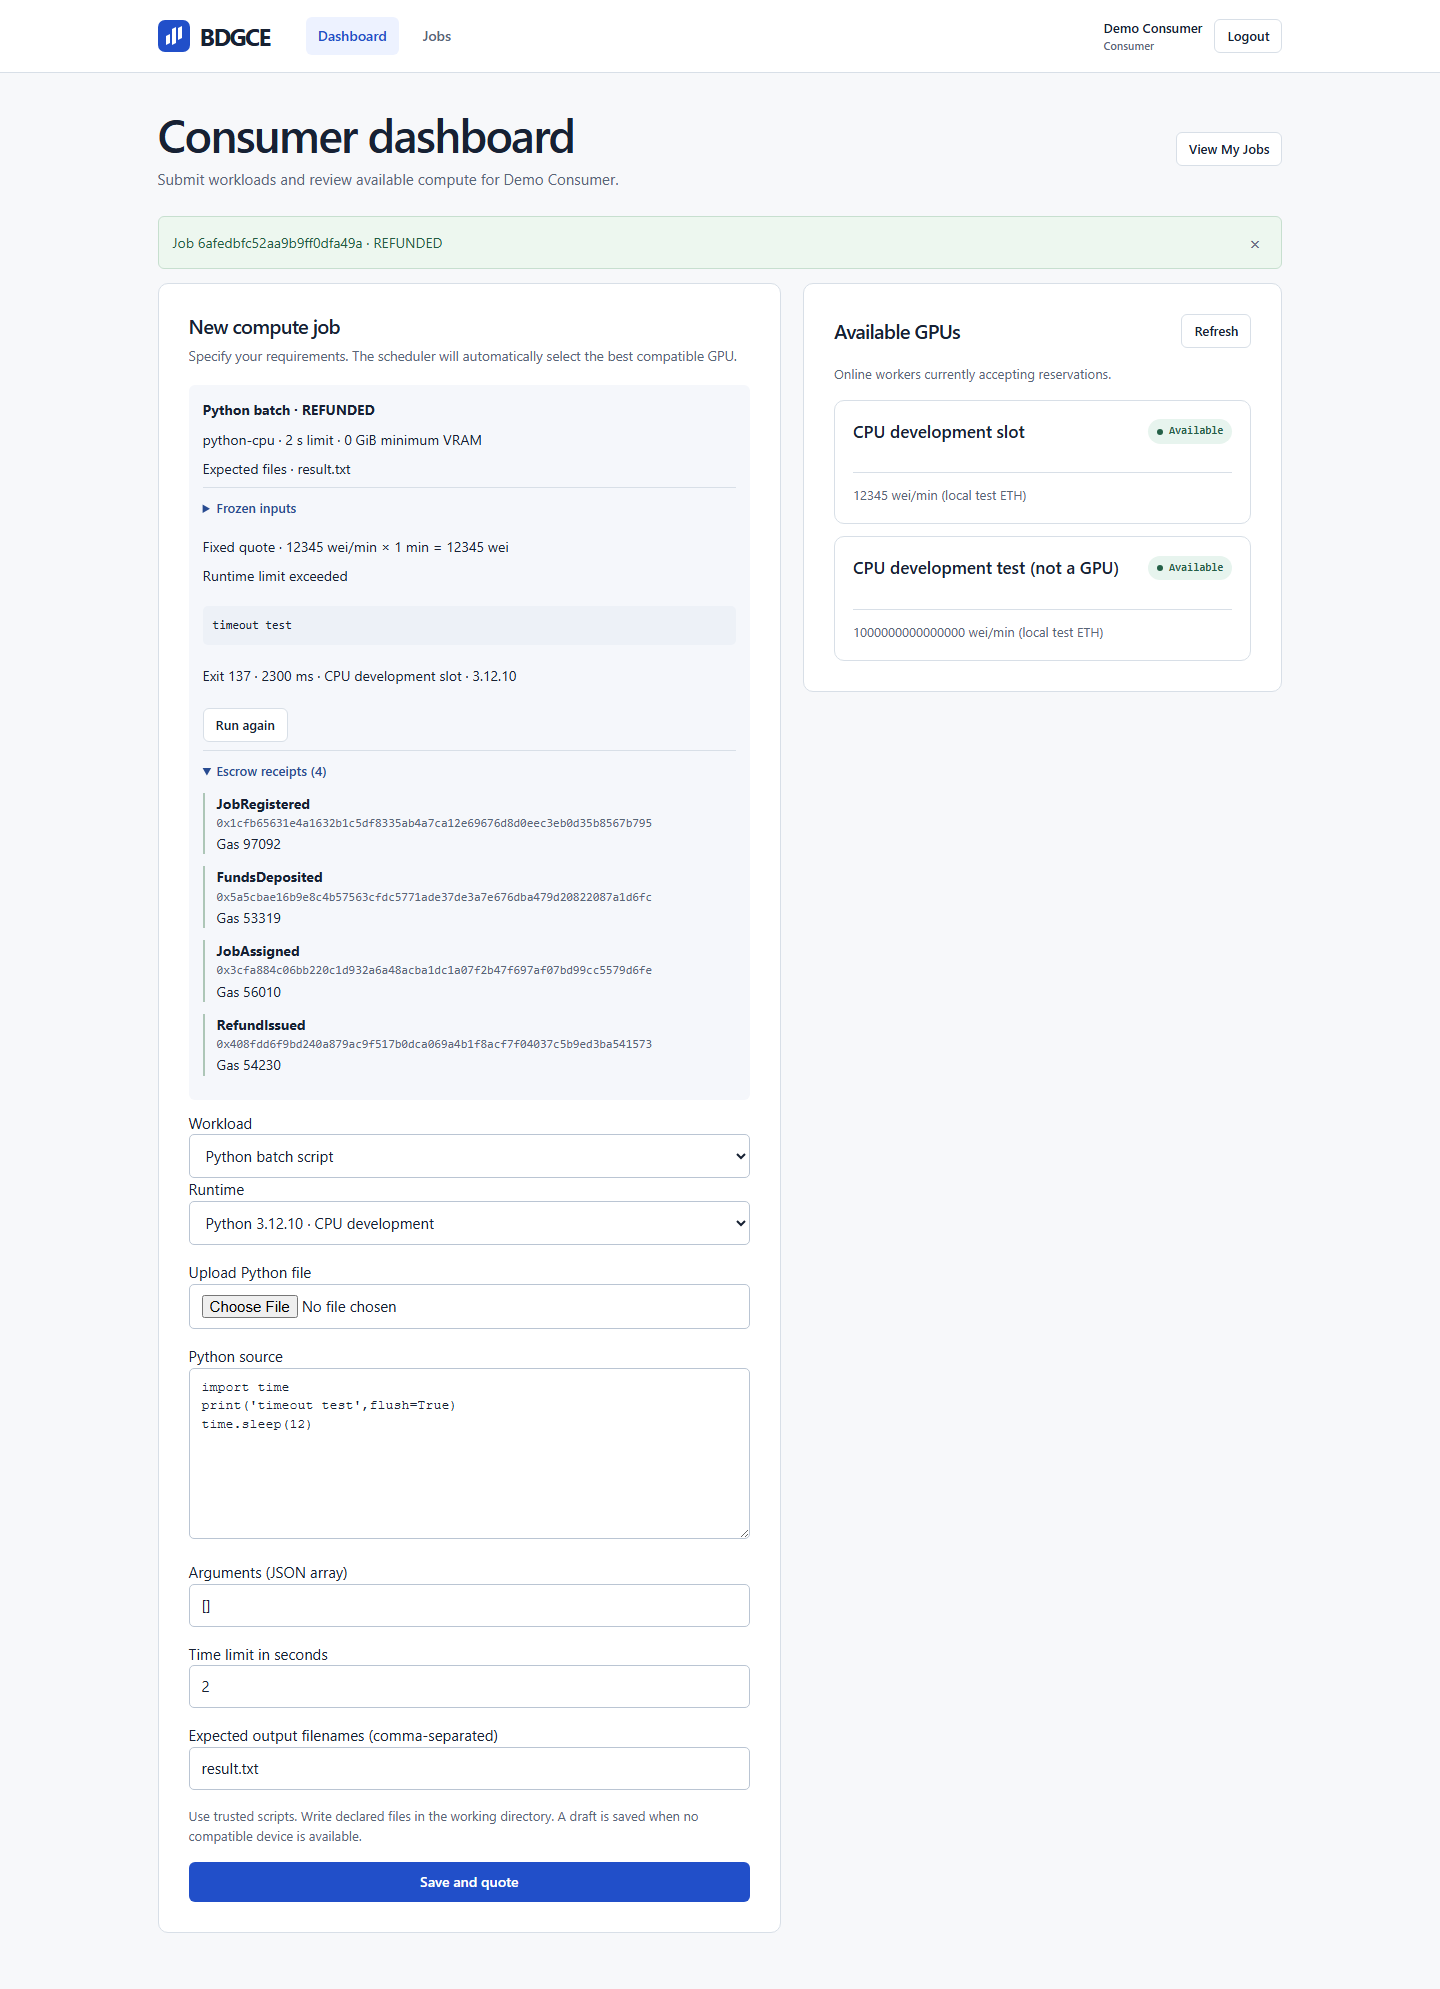 BDGCE
Dashboard
Jobs
Demo Consumer
Consumer
Logout
Consumer dashboard
Submit workloads and review available compute for Demo Consumer.
View My Jobs
Job 6afedbfc52aa9b9ff0dfa49a · REFUNDED
×
New compute job
Specify your requirements. The scheduler will automatically select the best compatible GPU.
Python batch · REFUNDED
python-cpu · 2 s limit · 0 GiB minimum VRAM
Expected files · result.txt
Frozen inputs
Fixed quote · 12345 wei/min × 1 min = 12345 wei
Runtime limit exceeded
timeout test
Exit 137 · 2300 ms · CPU development slot · 3.12.10
Run again
Escrow receipts (4)
JobRegistered
0x1cfb65631e4a1632b1c5df8335ab4a7ca12e69676d8d0eec3eb0d35b8567b795
Gas 97092
FundsDeposited
0x5a5cbae16b9e8c4b57563cfdc5771ade37de3a7e676dba479d20822087a1d6fc
Gas 53319
JobAssigned
0x3cfa884c06bb220c1d932a6a48acba1dc1a07f2b47f697af07bd99cc5579d6fe
Gas 56010
RefundIssued
0x408fdd6f9bd240a879ac9f517b0dca069a4b1f8acf7f04037c5b9ed3ba541573
Gas 54230
Workload
Python batch script
Runtime
Python 3.12.10 · CPU development
Upload Python file
Choose File No file chosen
Python source
import time
print('timeout test',flush=True)
time.sleep(12)
Arguments (JSON array)
[]
Time limit in seconds
2
Expected output filenames (comma-separated)
result.txt
Use trusted scripts. Write declared files in the working directory. A draft is saved when no
compatible device is available.
Save and quote
Available GPUs
Refresh
Online workers currently accepting reservations.
CPU development slot
Available
12345 wei/min (local test ETH)
CPU development test (not a GPU)
Available
1000000000000000 wei/min (local test ETH)